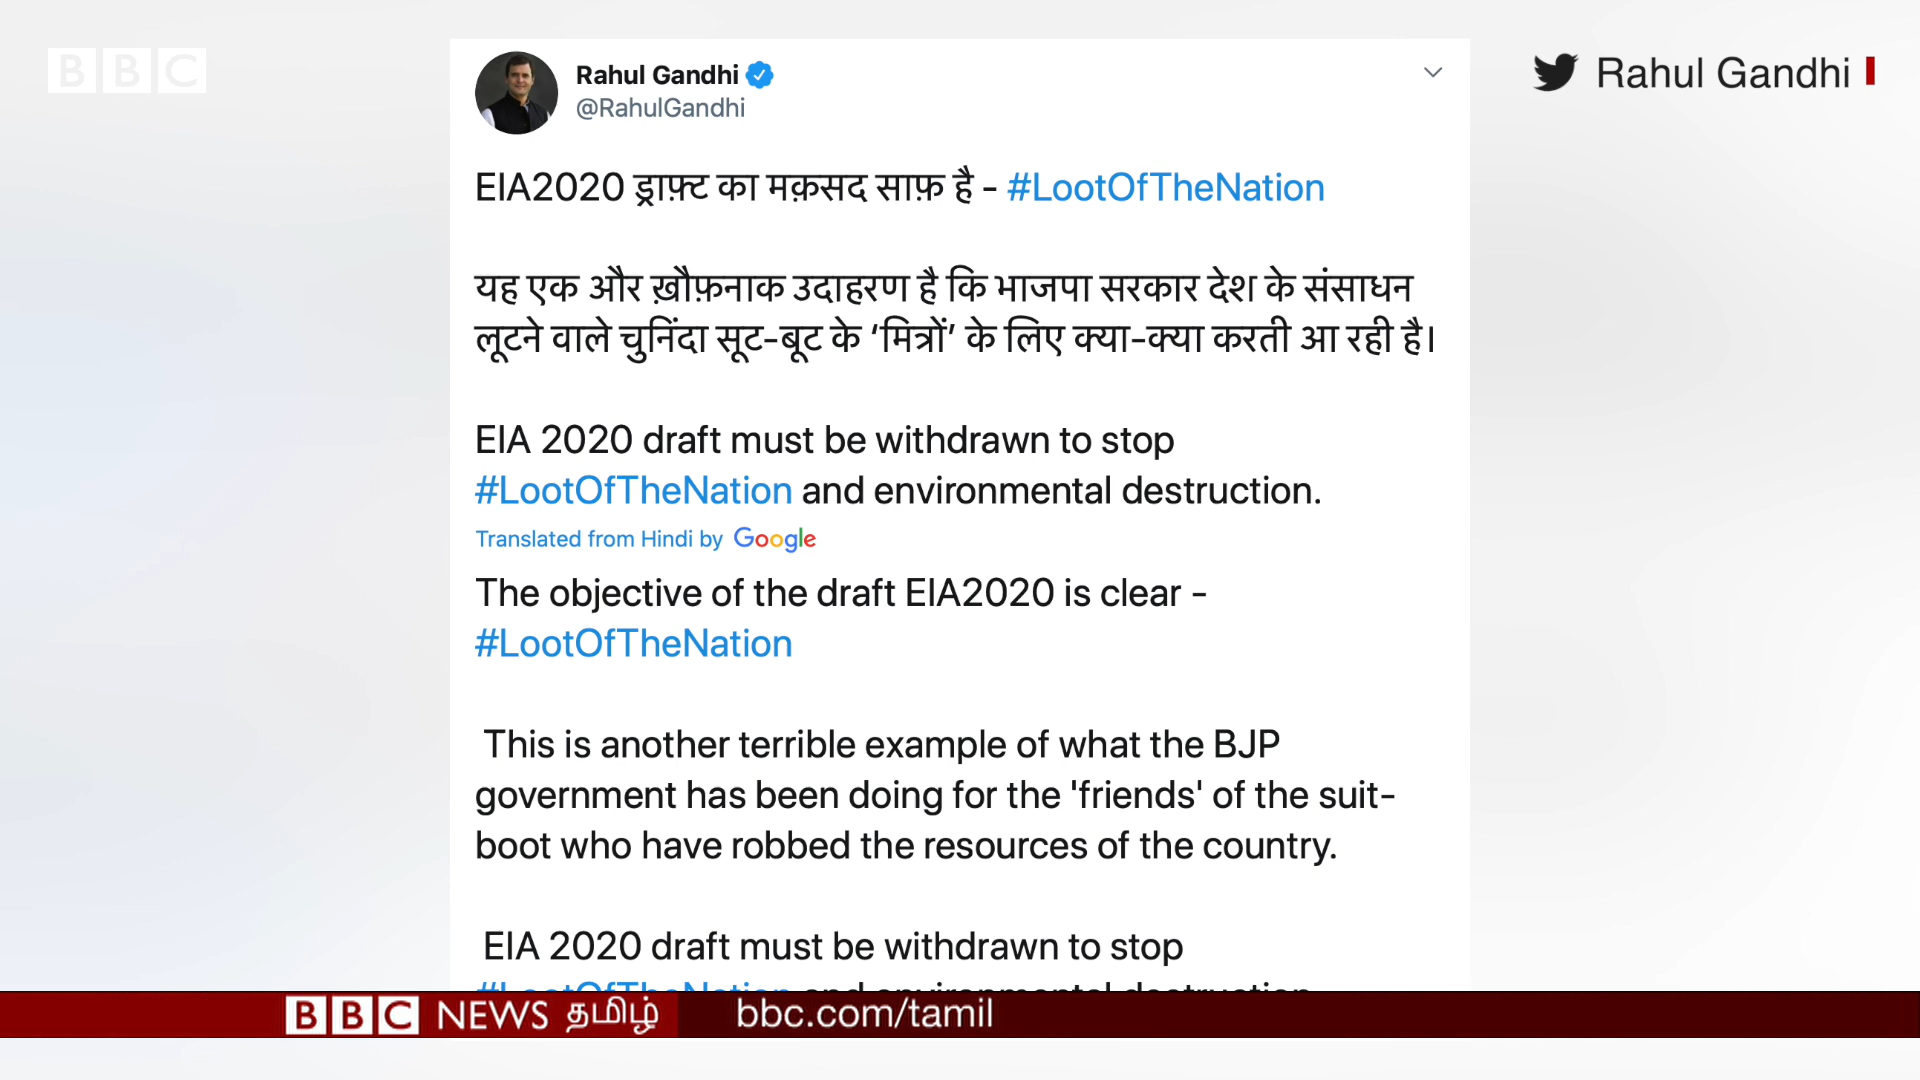 BBC
Rahul Gandhi
@RahulGandhi
Rahul Gandhi
EIA2020 ड्राफ़्ट का मक़सद साफ़ है - #LootOfTheNation
यह एक और ख़ौफ़नाक उदाहरण है कि भाजपा सरकार देश के संसाधन
लूटने वाले चुनिंदा सूट-बूट के ‘मित्रों’ के लिए क्या-क्या करती आ रही है।
EIA 2020 draft must be withdrawn to stop
#LootOfTheNation and environmental destruction.
Translated from Hindi by Google
The objective of the draft EIA2020 is clear -
#LootOfTheNation
This is another terrible example of what the BJP
government has been doing for the 'friends' of the suit-
boot who have robbed the resources of the country.
EIA 2020 draft must be withdrawn to stop
#LootOfTheNation and environmental destruction.
BBC NEWS தமிழ் bbc.com/tamil